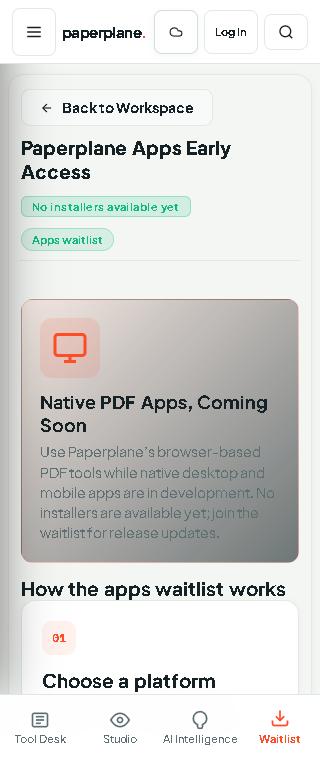 paperplane.
Log In
Back to Workspace
Paperplane Apps Early
Access
No installers available yet
Apps waitlist
Native PDF Apps, Coming
Soon
Use Paperplane's browser-based
PDF tools while native desktop and
mobile apps are in development. No
installers are available yet; join the
waitlist for release updates.
How the apps waitlist works
01
Choose a platform
Tool Desk
Studio
AI Intelligence
Waitlist